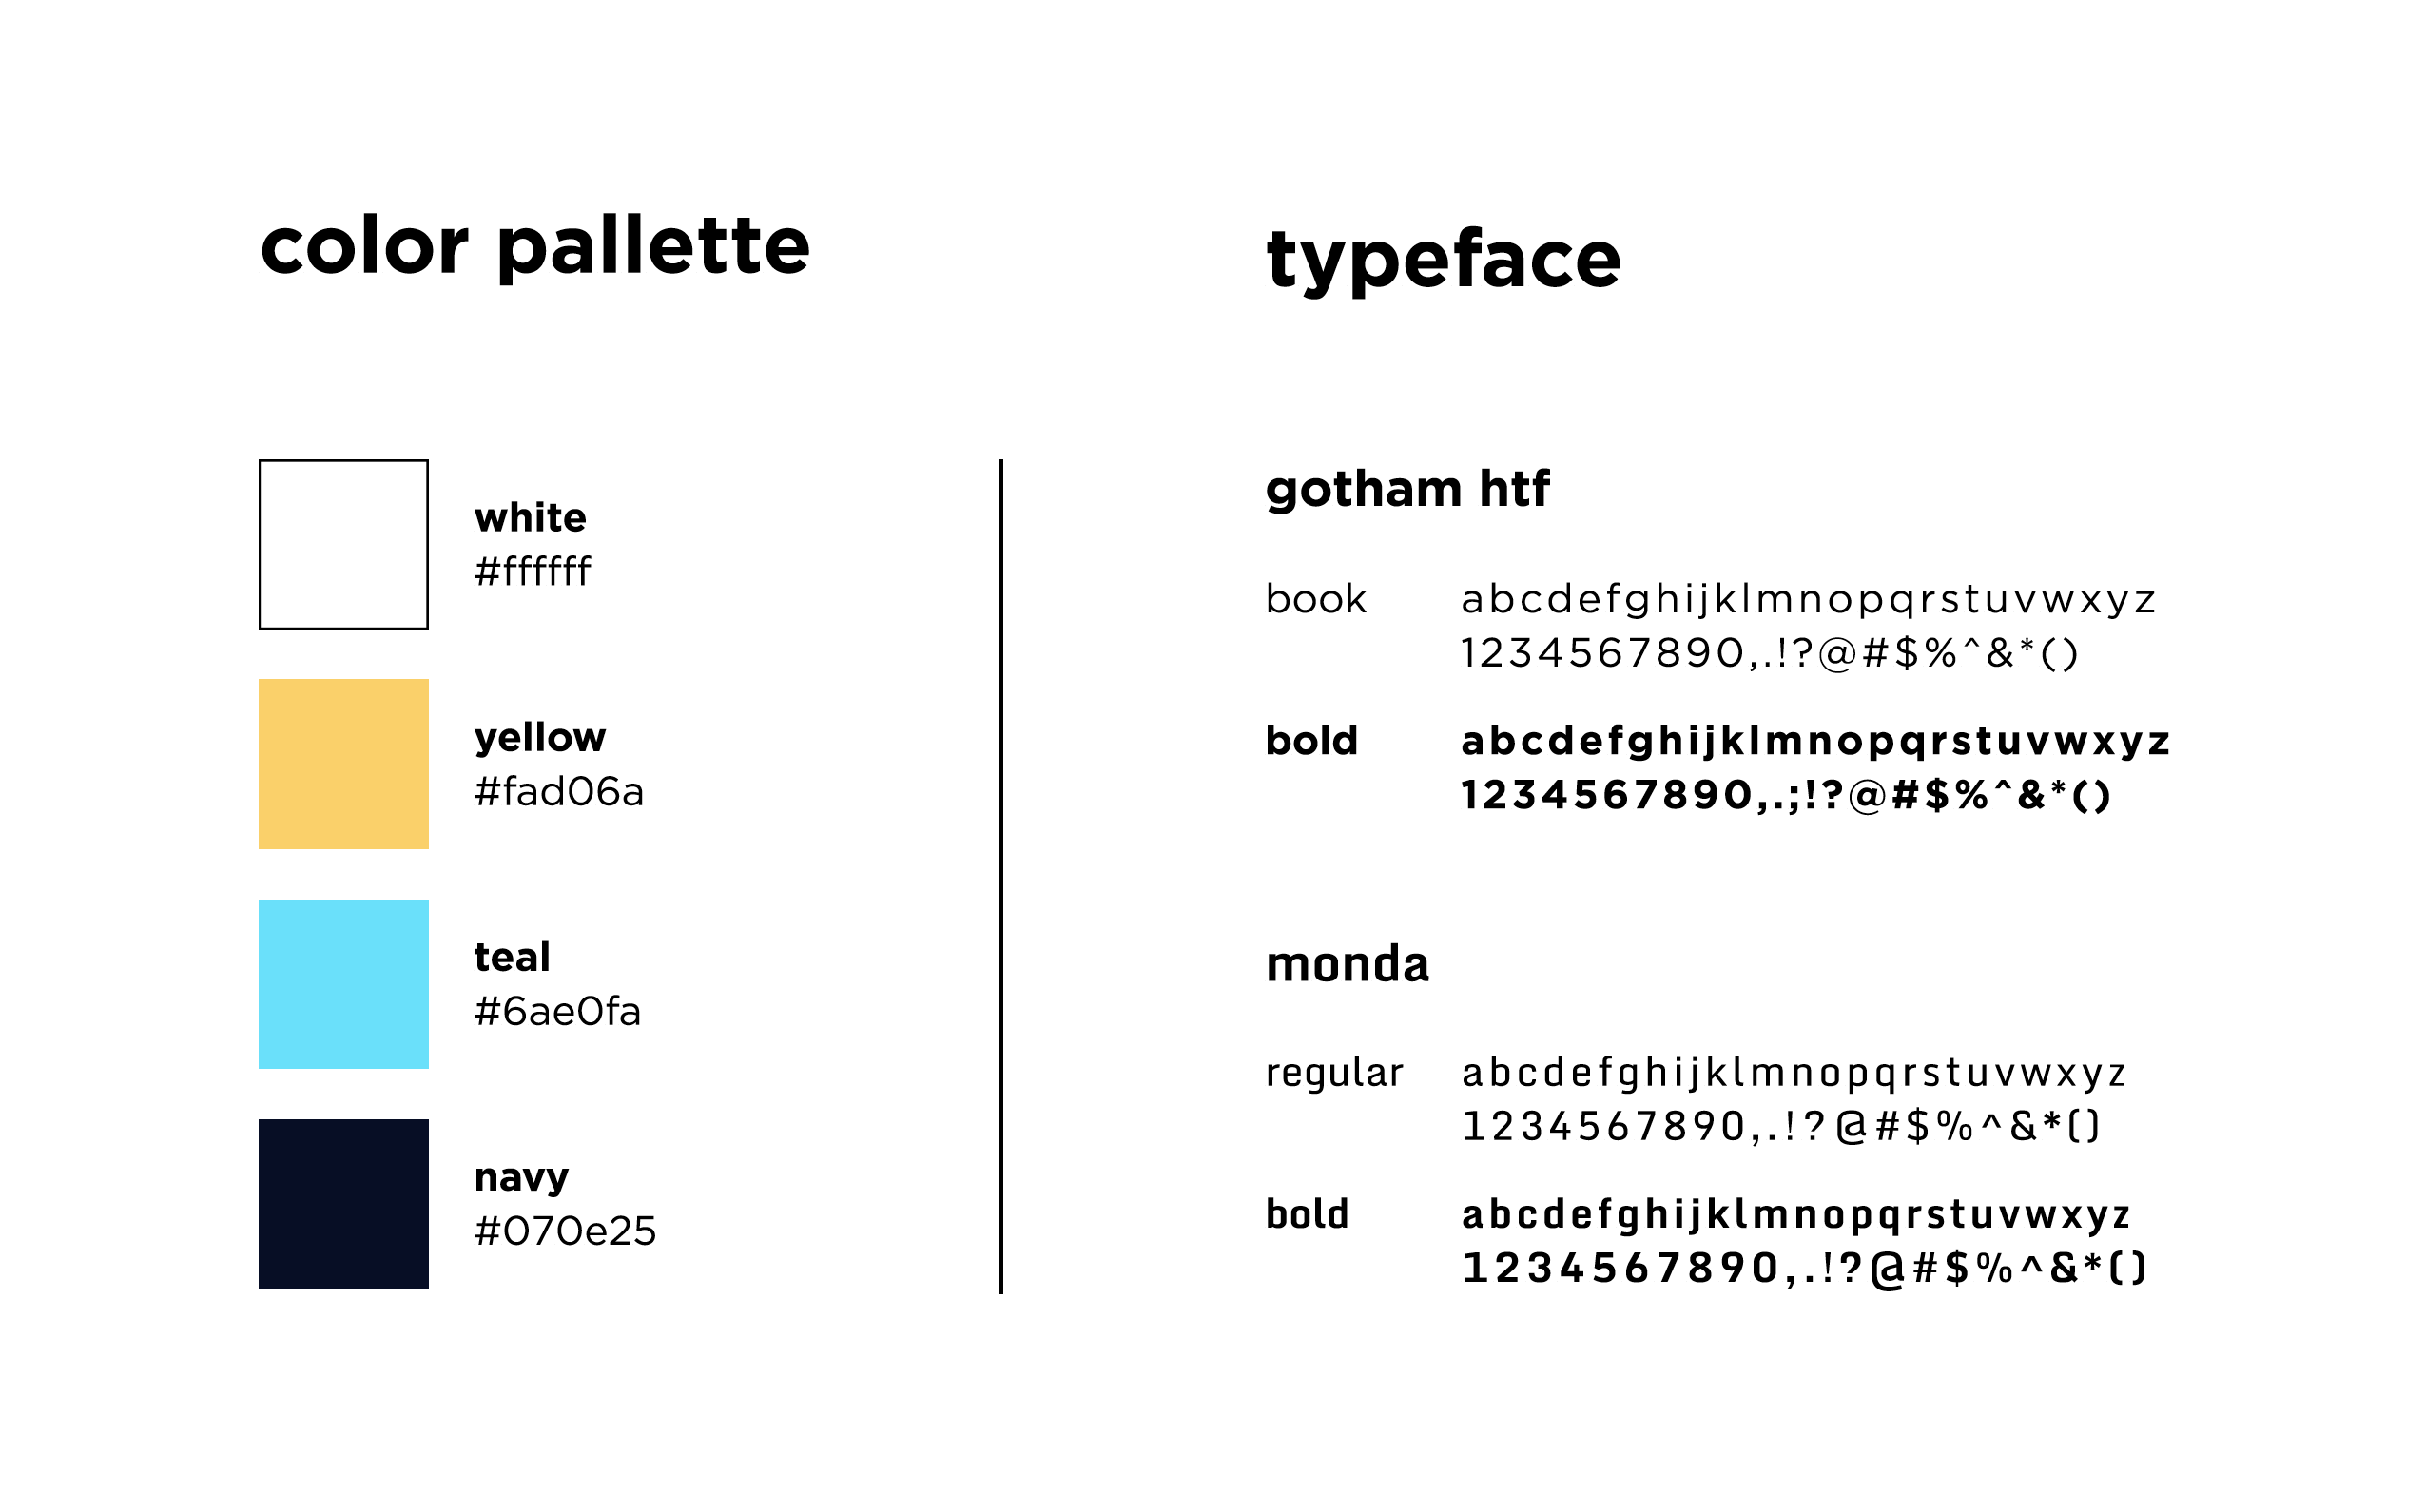 color pallette
white
#ffffff
yellow
#fad06a
teal
#6ae0fa
navy
#070e25
typeface
gotham htf
book abcdefghijklmnopqrstuvwxyz
1234567890,.!?@#$%^&*()
bold abcdefghijklmnopqrstuvwxyz
1234567890,.;!?@#$%^&*()
monda
regular abcdefghijklmnopqrstuvwxyz
1234567890,.!?@#$%^&*()
bold abcdefghijklmnopqrstuvwxyz
1234567890,.!?@#$%^&*()